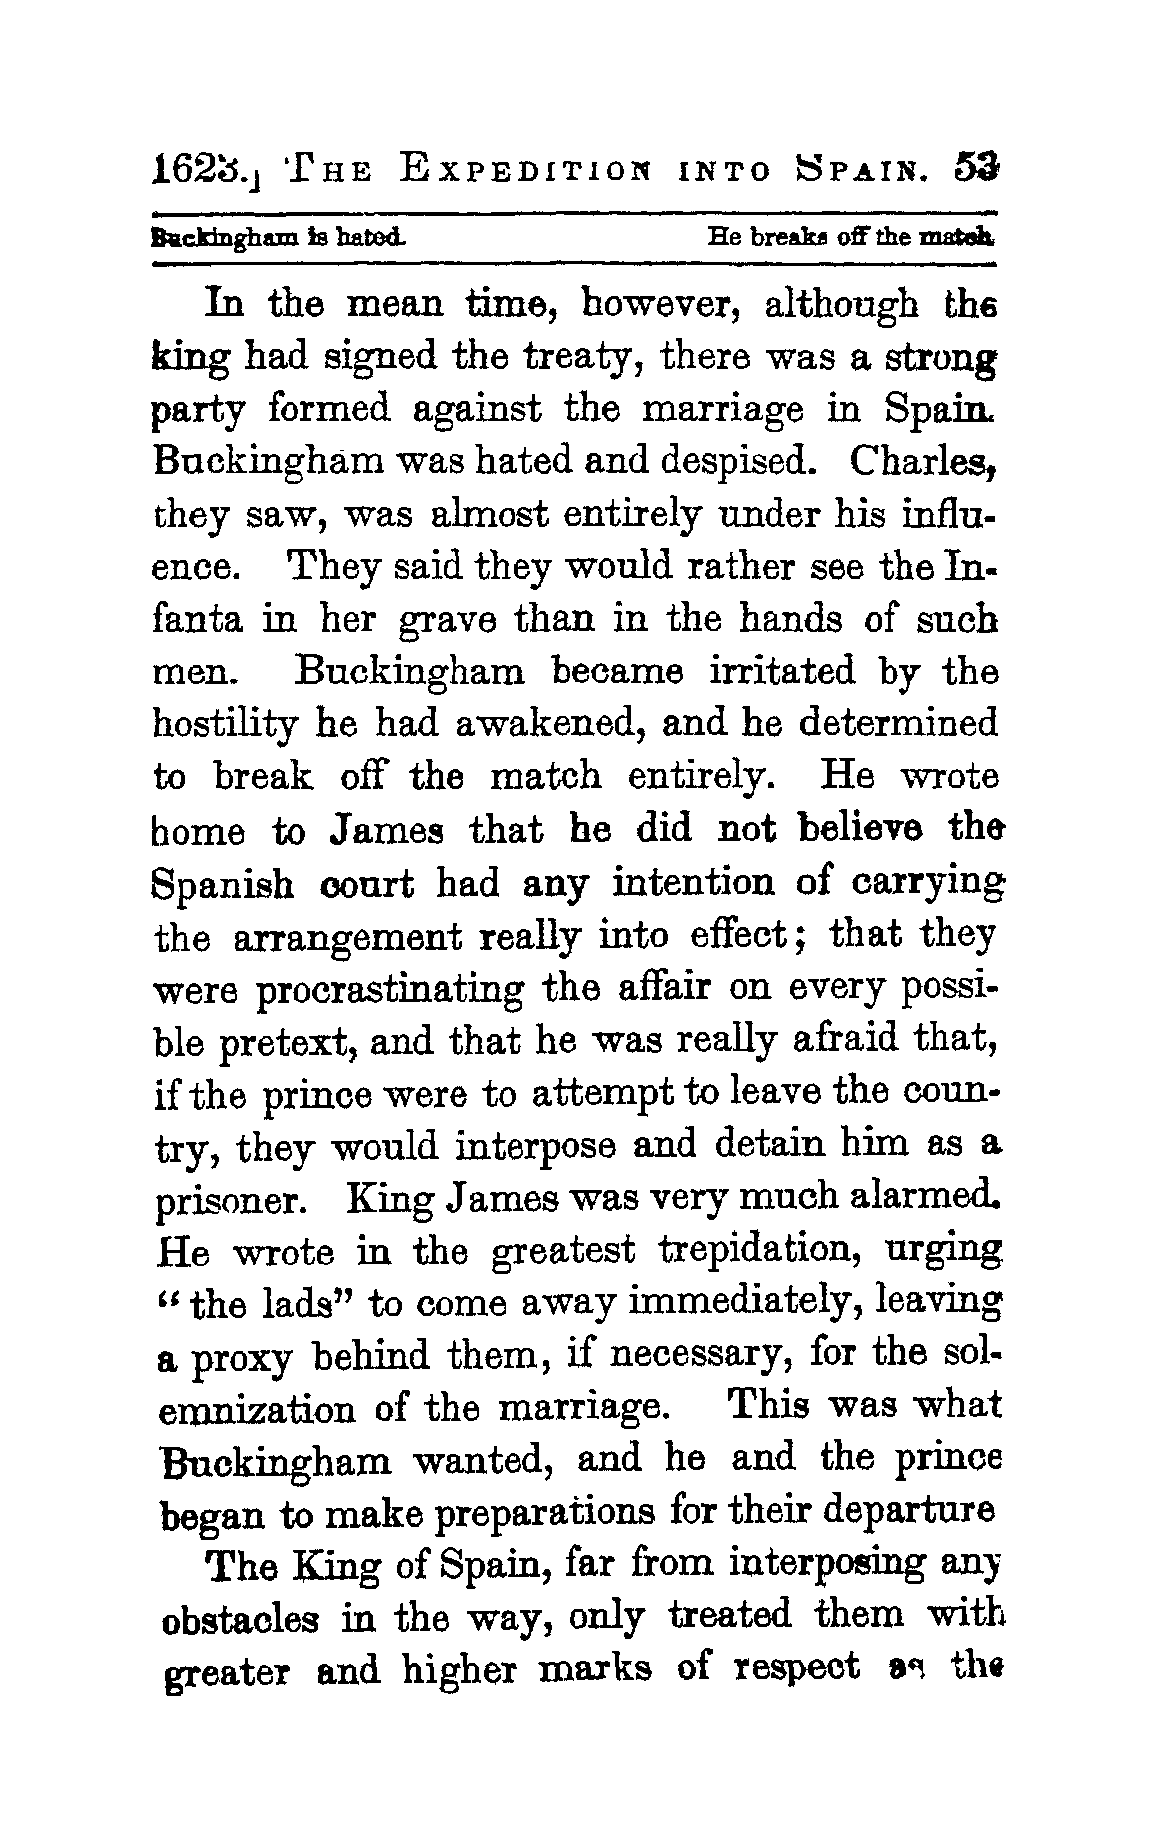 1623.] The Expedition into Spain. 53
Buckingham is hated. He breaks off the match.
In the mean time, however, although the
king had signed the treaty, there was a strong
party formed against the marriage in Spain.
Buckingham was hated and despised. Charles,
they saw, was almost entirely under his influ-
ence. They said they would rather see the In-
fanta in her grave than in the hands of such
men. Buckingham became irritated by the
hostility he had awakened, and he determined
to break off the match entirely. He wrote
home to James that he did not believe the
Spanish court had any intention of carrying
the arrangement really into effect; that they
were procrastinating the affair on every possi-
ble pretext, and that he was really afraid that,
if the prince were to attempt to leave the coun-
try, they would interpose and detain him as a
prisoner. King James was very much alarmed.
He wrote in the greatest trepidation, urging
“the lads” to come away immediately, leaving
a proxy behind them, if necessary, for the sol-
emnization of the marriage. This was what
Buckingham wanted, and he and the prince
began to make preparations for their departure
The King of Spain, far from interposing any
obstacles in the way, only treated them with
greater and higher marks of respect as the